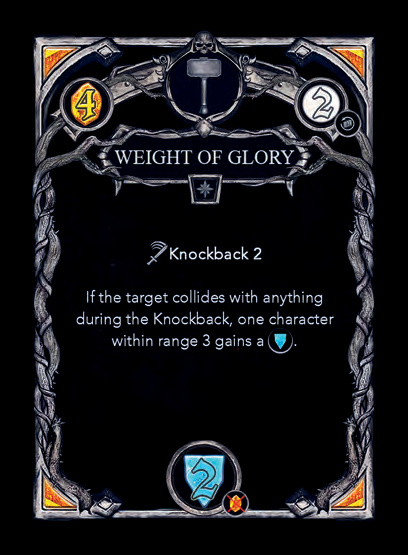 4
2
WEIGHT OF GLORY
Knockback 2
If the target collides with anything
during the Knockback, one character
within range 3 gains a .
2